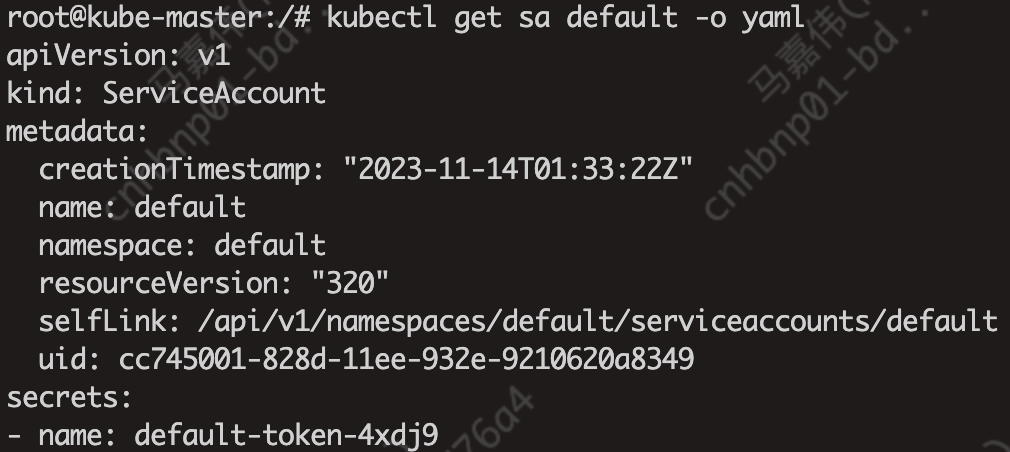 root@kube-master:/# kubectl get sa default -o yaml
apiVersion: v1
kind: ServiceAccount
metadata:
  creationTimestamp: "2023-11-14T01:33:22Z"
  name: default
  namespace: default
  resourceVersion: "320"
  selfLink: /api/v1/namespaces/default/serviceaccounts/default
  uid: cc745001-828d-11ee-932e-9210620a8349
secrets:
- name: default-token-4xdj9
马嘉伟(
cnhbnp01-bd..
马嘉伟(
cnhbnp01-bd..
76a4